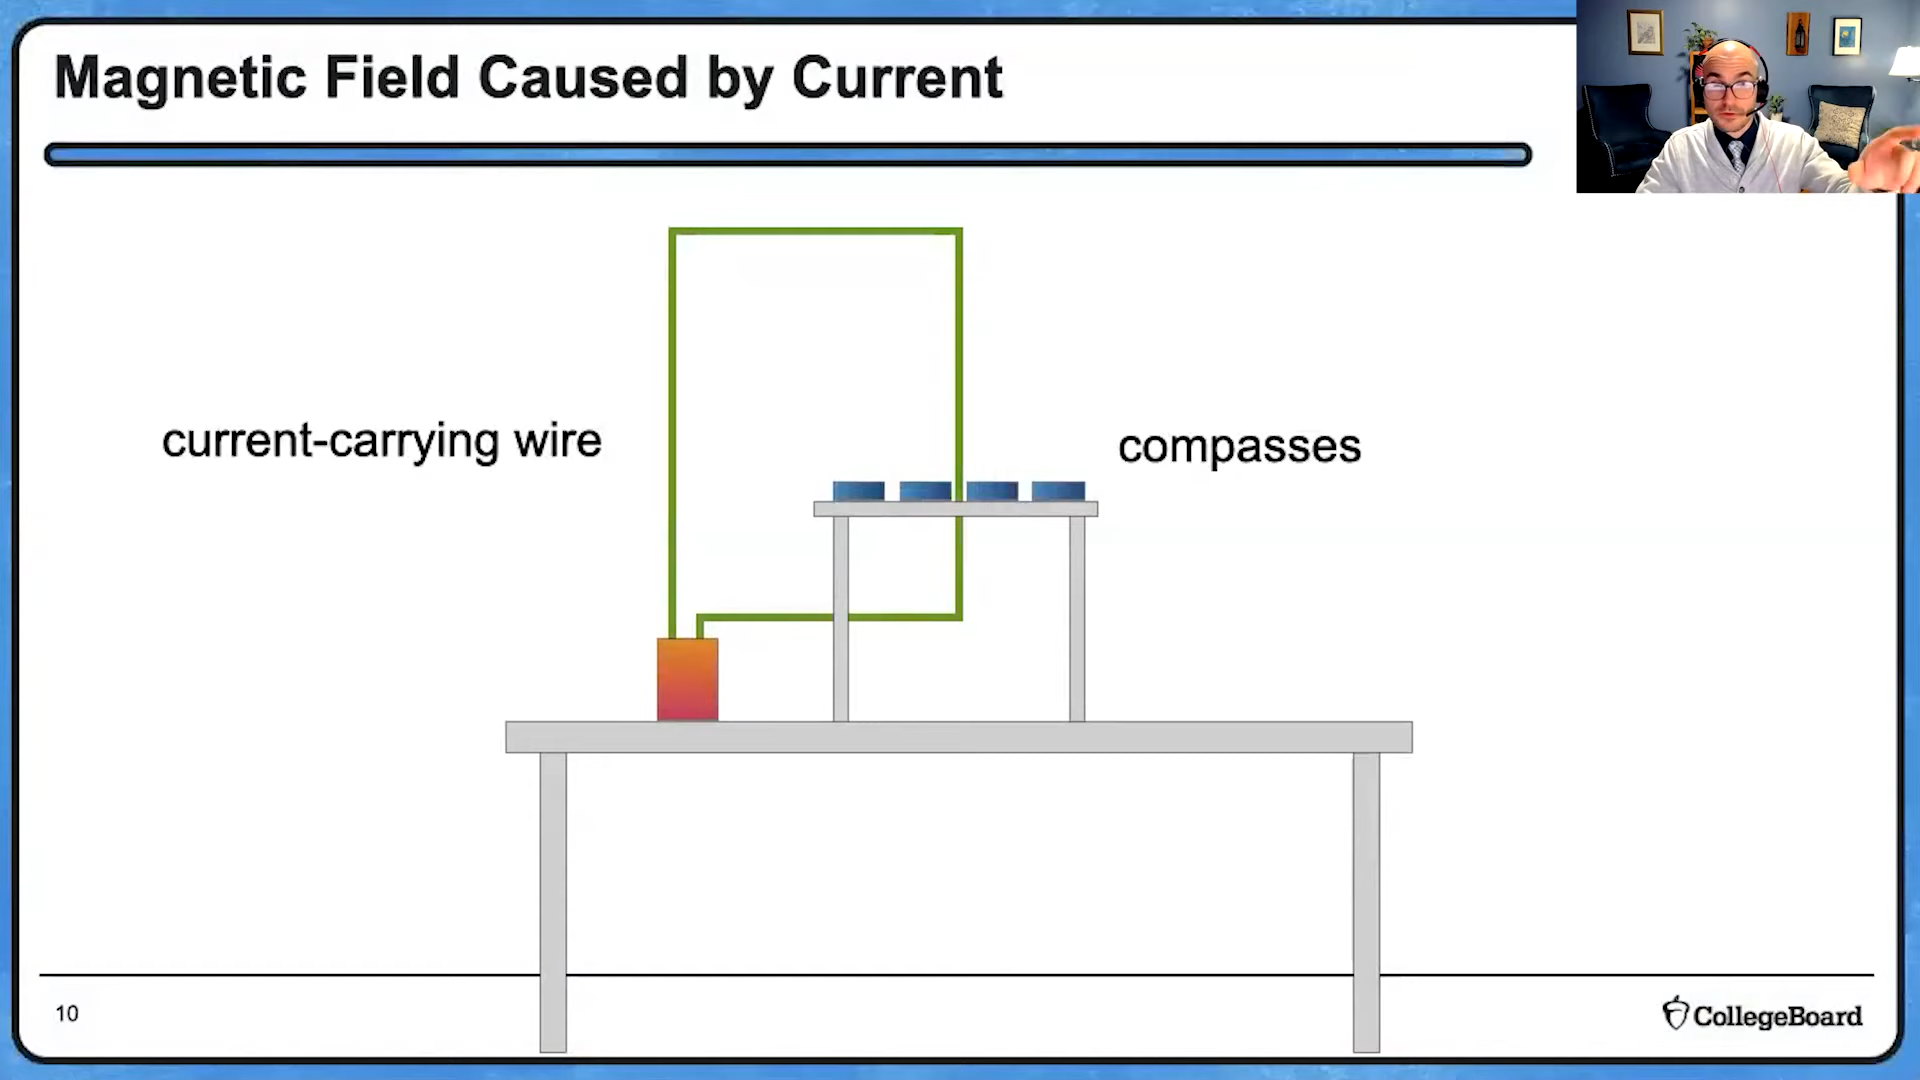 Magnetic Field Caused by Current
current-carrying wire
compasses
10
CollegeBoard